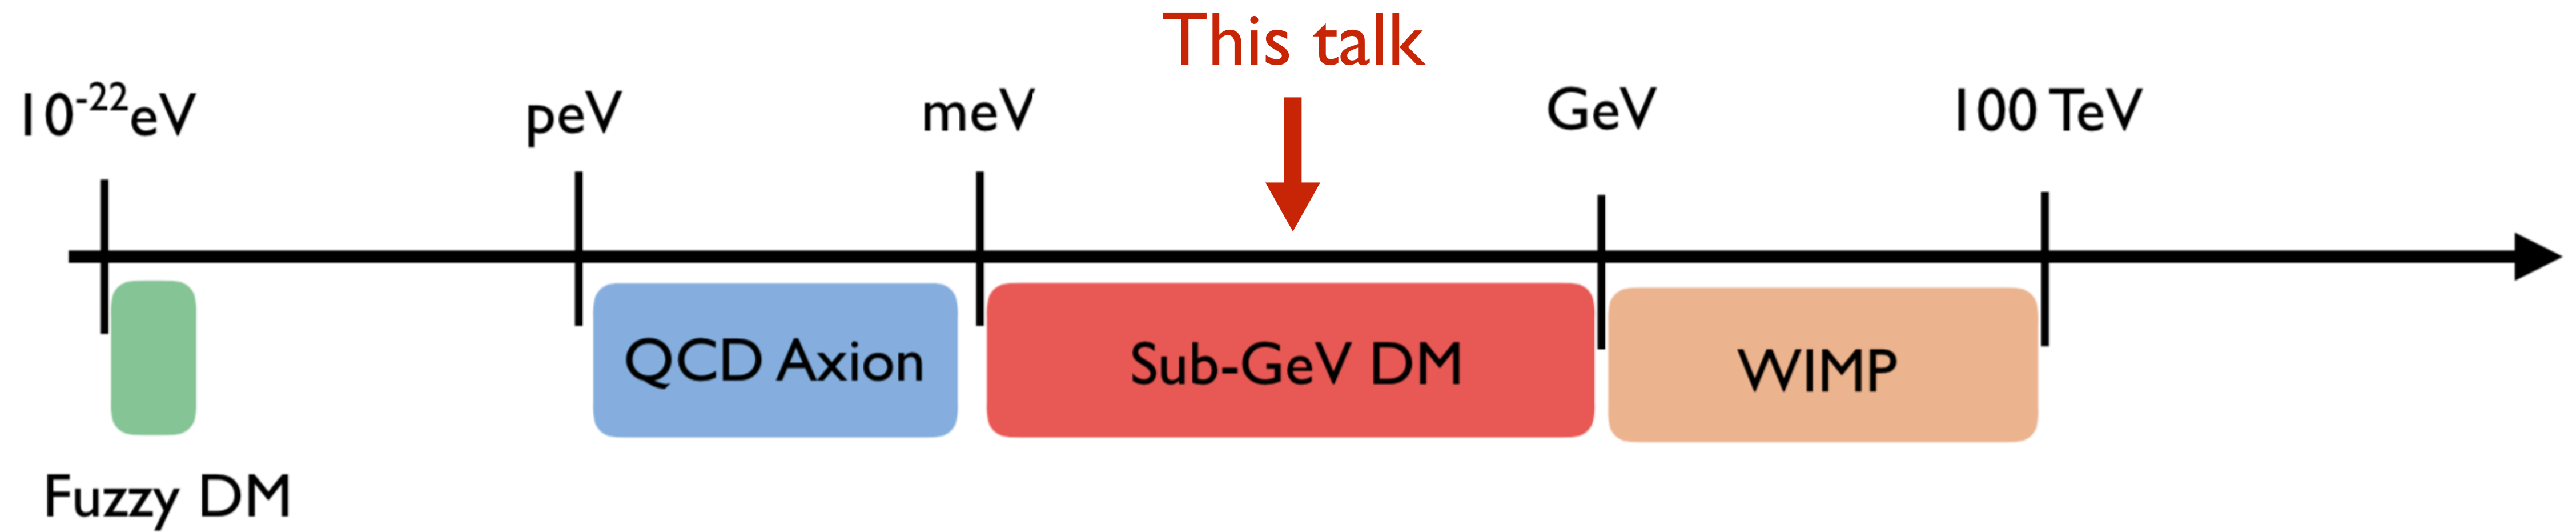 This talk
10⁻²²eV
peV
meV
GeV
100 TeV
QCD Axion
Sub-GeV DM
WIMP
Fuzzy DM